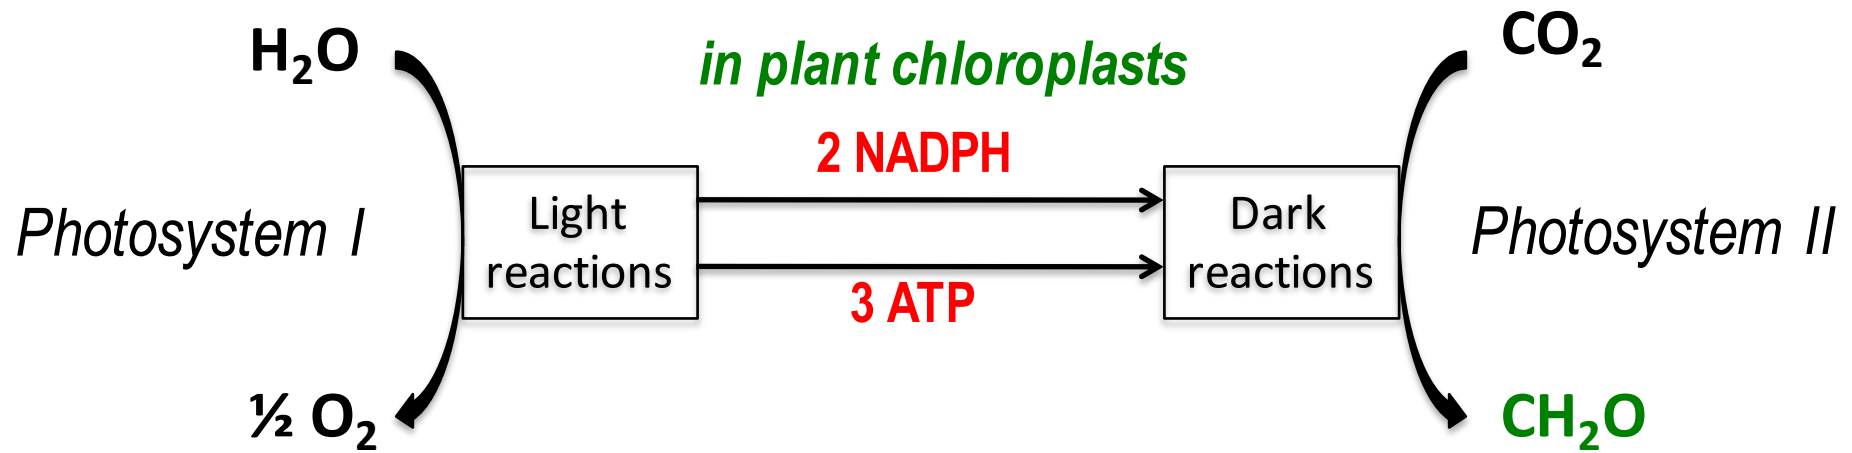 H₂O
in plant chloroplasts
CO₂
2 NADPH
Photosystem I
Light
reactions
Dark
reactions
Photosystem II
3 ATP
½ O₂
CH₂O